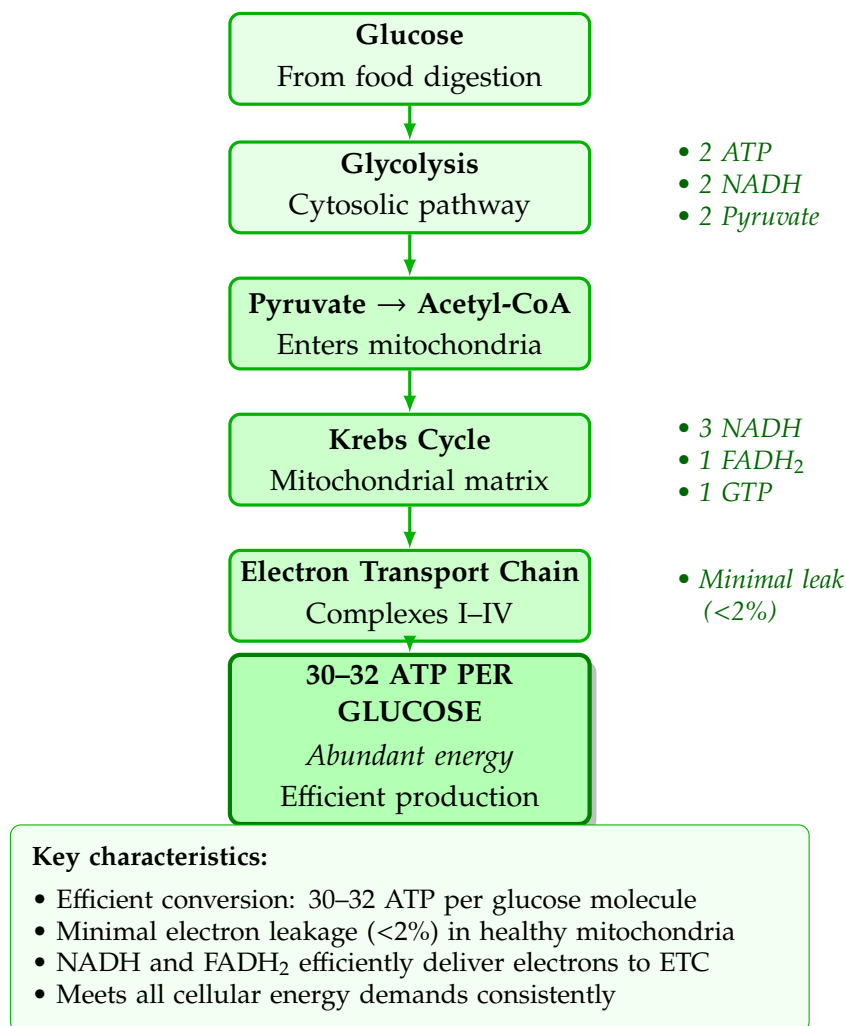 Glucose
From food digestion
Glycolysis
Cytosolic pathway
• 2 ATP
• 2 NADH
• 2 Pyruvate
Pyruvate → Acetyl-CoA
Enters mitochondria
Krebs Cycle
Mitochondrial matrix
• 3 NADH
• 1 FADH₂
• 1 GTP
Electron Transport Chain
Complexes I–IV
• Minimal leak
(<2%)
30–32 ATP PER
GLUCOSE
Abundant energy
Efficient production
Key characteristics:
• Efficient conversion: 30–32 ATP per glucose molecule
• Minimal electron leakage (<2%) in healthy mitochondria
• NADH and FADH₂ efficiently deliver electrons to ETC
• Meets all cellular energy demands consistently